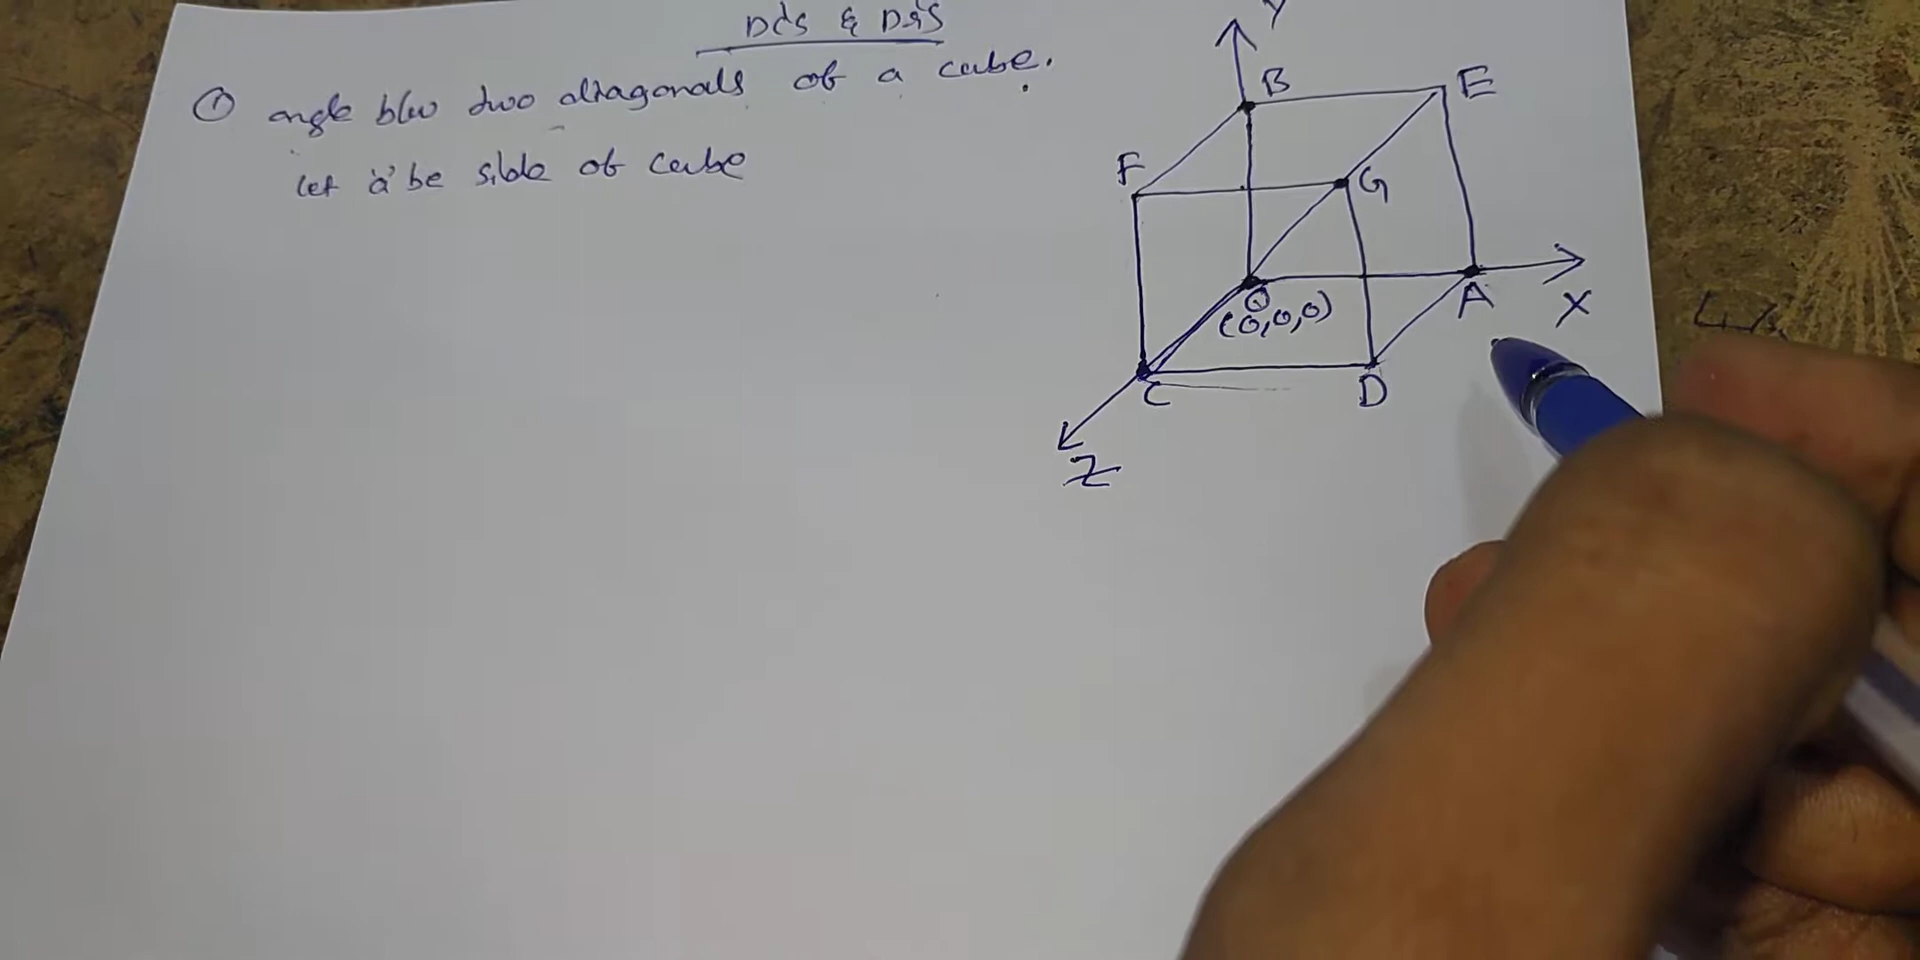 DCS & DRS
① angle b/w two diagonals of a cube.
let 'a' be side of cube
Y
B
E
F
G
O
(0,0,0)
A
X
C
D
Z